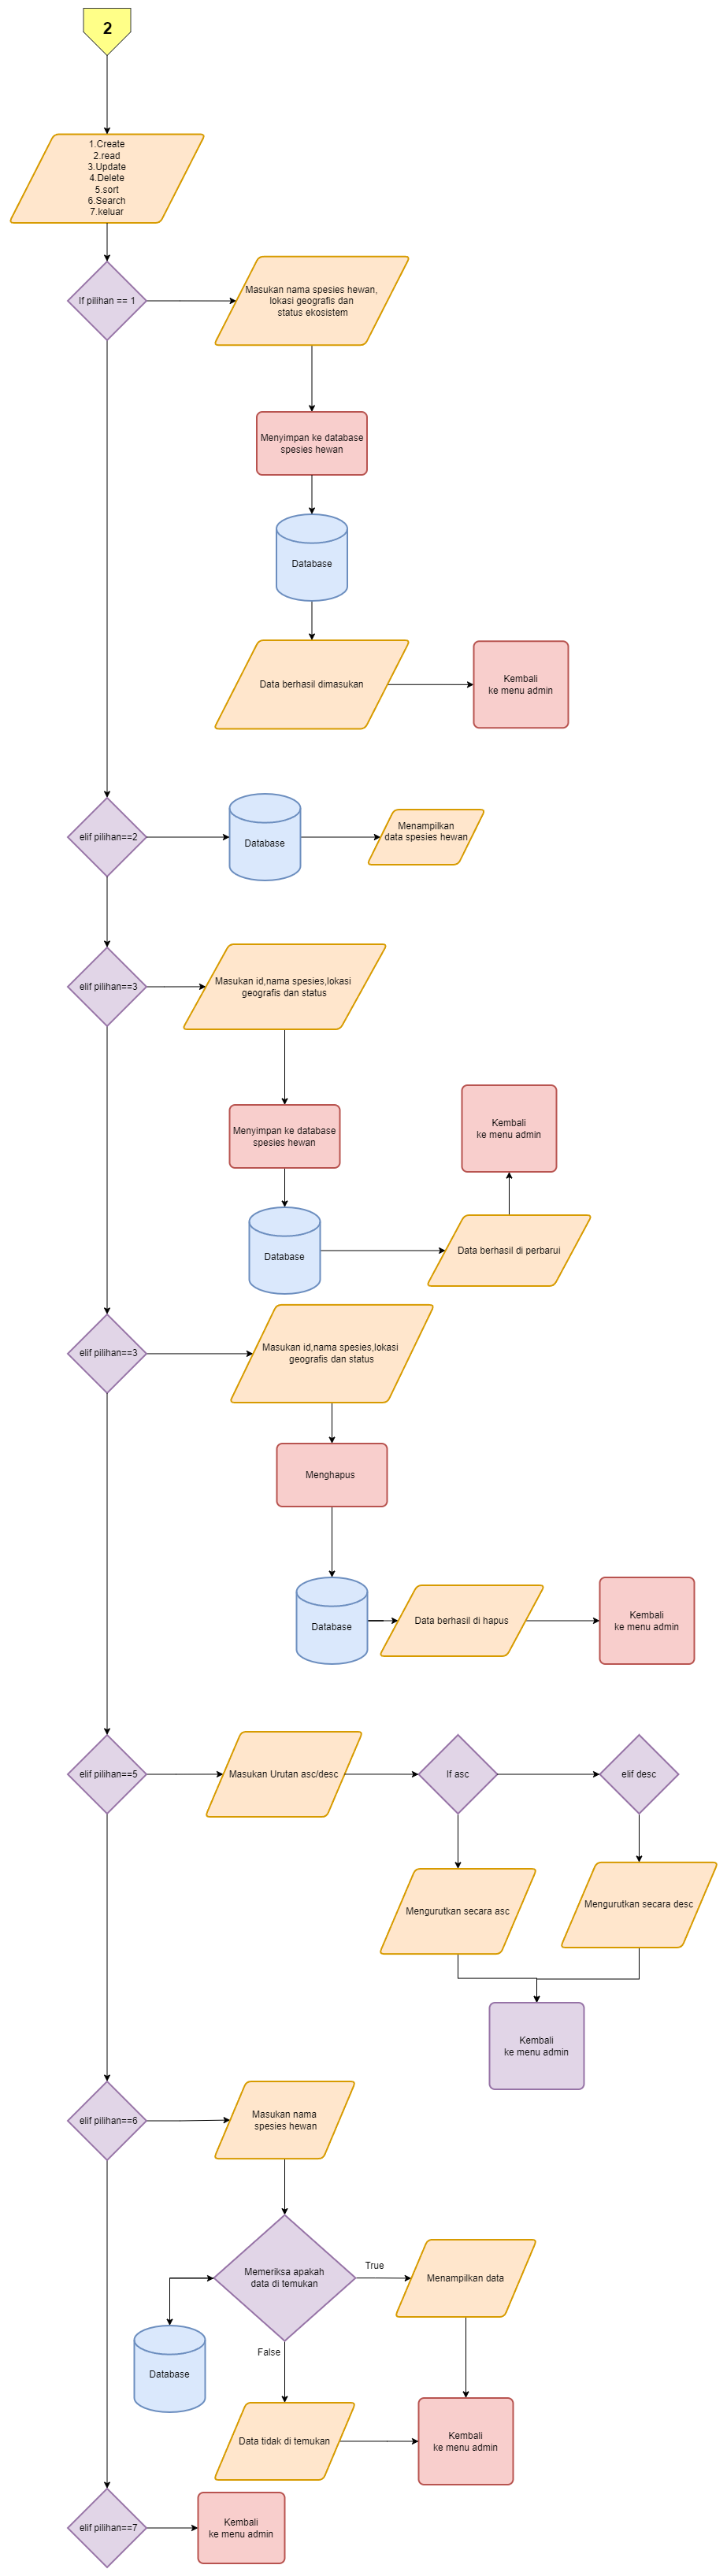 2
1.Create
2.read
3.Update
4.Delete
5.sort
6.Search
7.keluar
If pilihan == 1
Masukan nama spesies hewan,
lokasi geografis dan
status ekosistem
Menyimpan ke database
spesies hewan
Database
Data berhasil dimasukan
Kembali
ke menu admin
elif pilihan==2
Database
Menampilkan
data spesies hewan
elif pilihan==3
Masukan id,nama spesies,lokasi
geografis dan status
Menyimpan ke database
spesies hewan
Kembali
ke menu admin
Database
Data berhasil di perbarui
elif pilihan==3
Masukan id,nama spesies,lokasi
geografis dan status
Menghapus
Database
Data berhasil di hapus
Kembali
ke menu admin
elif pilihan==5
Masukan Urutan asc/desc
If asc
elif desc
Mengurutkan secara asc
Mengurutkan secara desc
Kembali
ke menu admin
elif pilihan==6
Masukan nama
spesies hewan
Memeriksa apakah
data di temukan
True
Menampilkan data
False
Database
Data tidak di temukan
Kembali
ke menu admin
elif pilihan==7
Kembali
ke menu admin